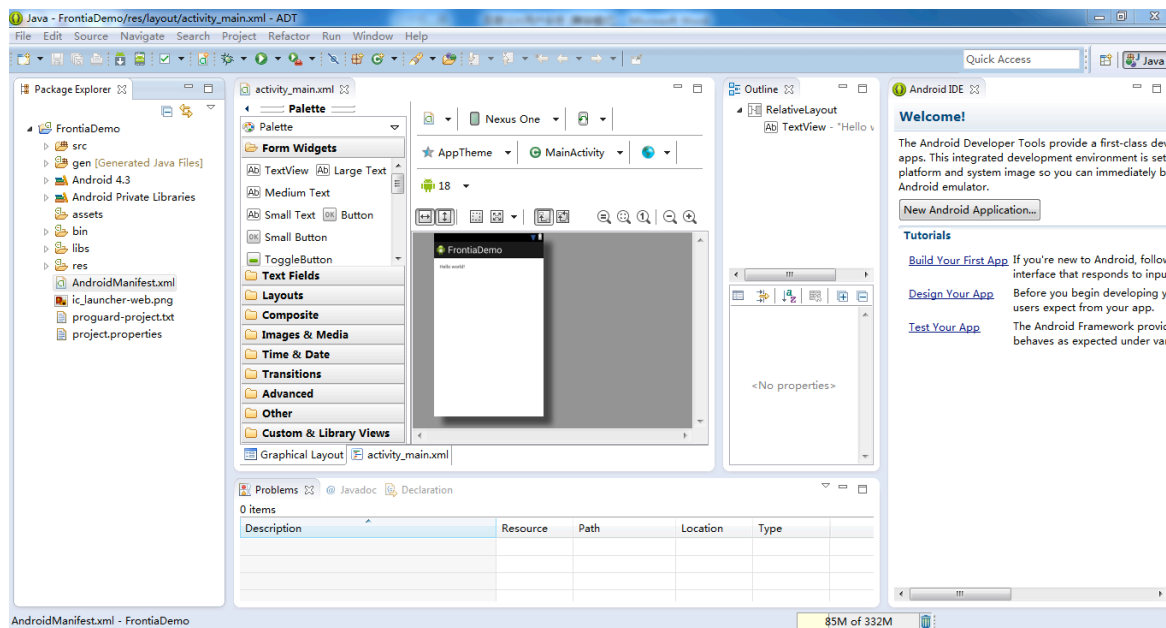 Java - FrontiaDemo/res/layout/activity_main.xml - ADT
File Edit Source Navigate Search Project Refactor Run Window Help
Quick Access
Java
Package Explorer
FrontiaDemo
src
gen [Generated Java Files]
Android 4.3
Android Private Libraries
assets
bin
libs
res
AndroidManifest.xml
ic_launcher-web.png
proguard-project.txt
project.properties
activity_main.xml
Palette
Palette
Form Widgets
Ab TextView Ab Large Text
Ab Medium Text
Ab Small Text OK Button
OK Small Button
ToggleButton
Text Fields
Layouts
Composite
Images & Media
Time & Date
Transitions
Advanced
Other
Custom & Library Views
Nexus One
AppTheme
MainActivity
18
FrontiaDemo
Hello world!
Graphical Layout
activity_main.xml
Outline
RelativeLayout
Ab TextView - "Hello v
<No properties>
Android IDE
Welcome!
The Android Developer Tools provide a first-class dev
apps. This integrated development environment is set
platform and system image so you can immediately b
Android emulator.
New Android Application...
Tutorials
Build Your First App If you're new to Android, follow
interface that responds to inpu
Design Your App Before you begin developing y
users expect from your app.
Test Your App The Android Framework provid
behaves as expected under var
Problems @ Javadoc Declaration
0 items
Description Resource Path Location Type
AndroidManifest.xml - FrontiaDemo
85M of 332M